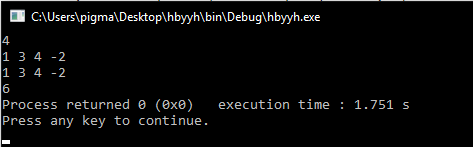 C:\Users\pigma\Desktop\hbyyh\bin\Debug\hbyyh.exe
4
1 3 4 -2
1 3 4 -2
6
Process returned 0 (0x0)   execution time : 1.751 s
Press any key to continue.